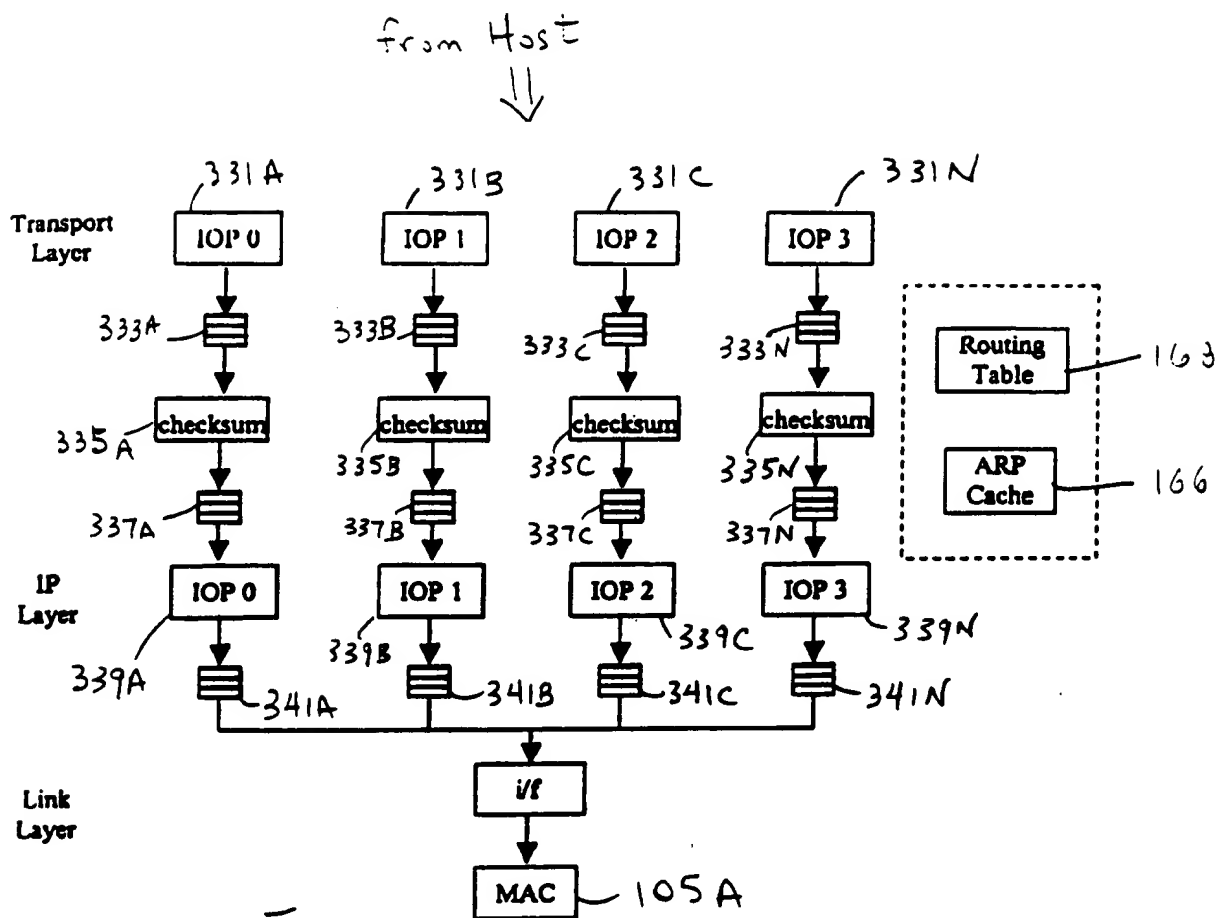 from Host
331A
331B
331C
331N
Transport
Layer
IOP 0
IOP 1
IOP 2
IOP 3
333A
333B
333C
333N
Routing
Table
163
checksum
checksum
checksum
checksum
335A
335B
335C
335N
ARP
Cache
166
337A
337B
337C
337N
IP
Layer
IOP 0
IOP 1
IOP 2
IOP 3
339A
339B
339C
339N
341A
341B
341C
341N
i/f
Link
Layer
MAC
105A